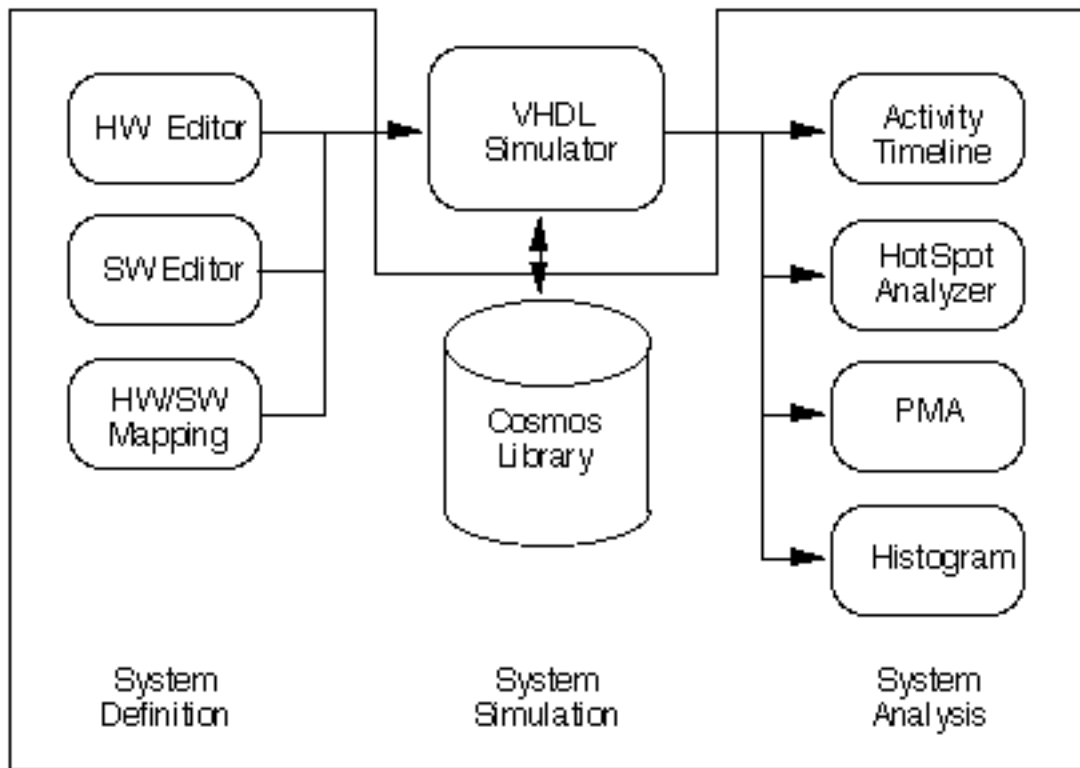 HW Editor
SW Editor
HW/SW
Mapping
VHDL
Simulator
Cosmos
Library
Activity
Timeline
HotSpot
Analyzer
PMA
Histogram
System
Definition
System
Simulation
System
Analysis